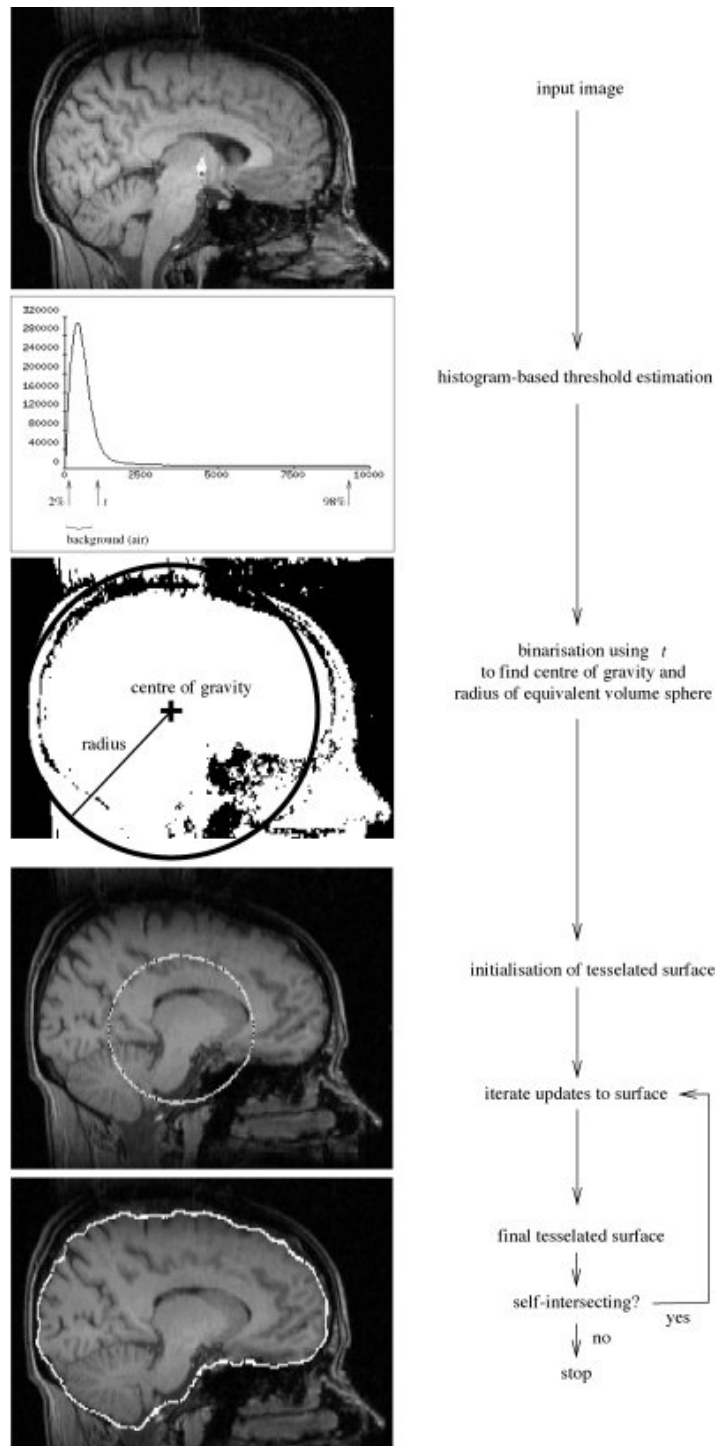 input image
320000
280000
240000
200000
160000
120000
80000
40000
0
0 2500 5000 7500 10000
2% t 98%
background (air)
histogram-based threshold estimation
centre of gravity
radius
binarisation using t
to find centre of gravity and
radius of equivalent volume sphere
initialisation of tesselated surface
iterate updates to surface
final tesselated surface
self-intersecting?
yes
no
stop